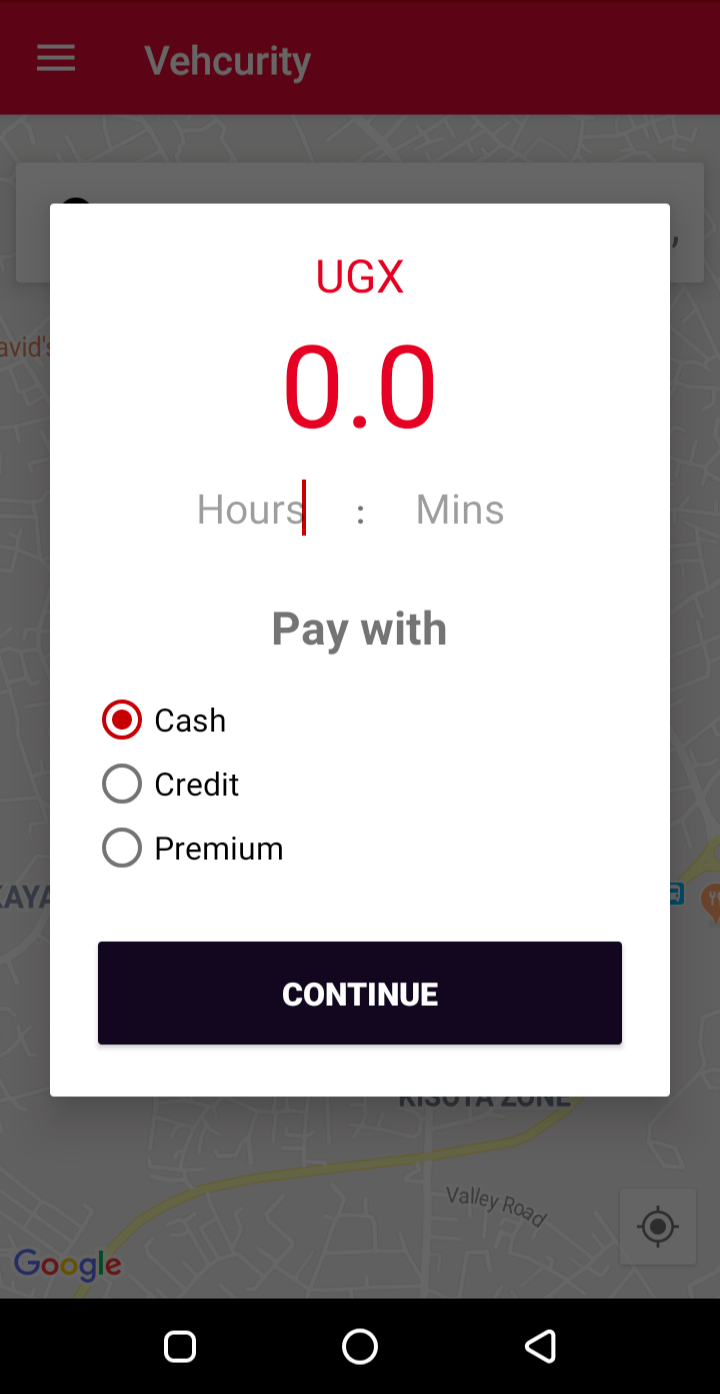 Vehcurity
,
avid's
UGX
0.0
Hours : Mins
Pay with
Cash
Credit
Premium
KAYA
CONTINUE
KISUTA ZONE
Valley Road
Google